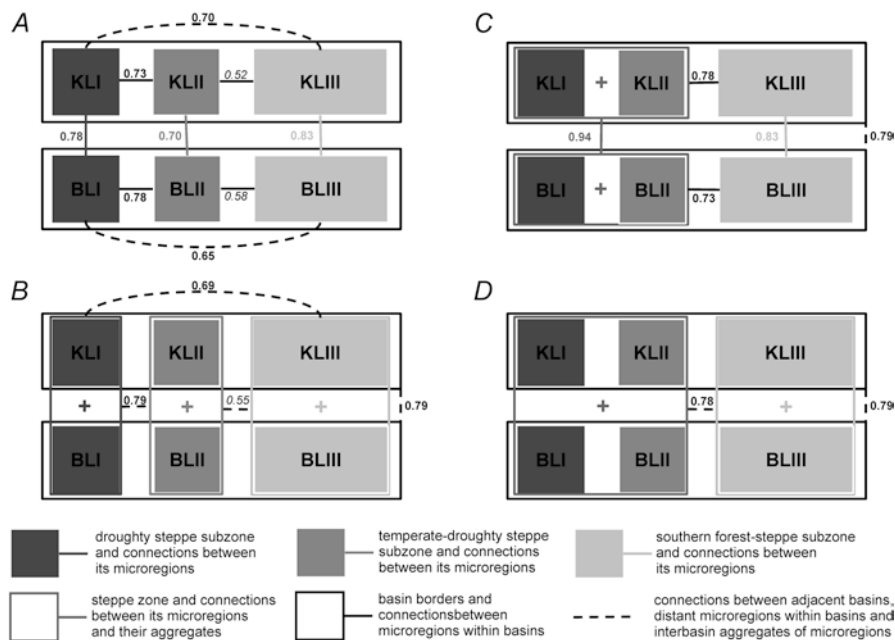 A
0.70
KLI
0.73
KLII
0.52
KLIII
0.78
0.70
0.83
BLI
0.78
BLII
0.58
BLIII
0.65
C
KLI
+
KLII
0.78
KLIII
0.94
0.83
0.79
BLI
+
BLII
0.73
BLIII
B
0.69
KLI
KLII
KLIII
+
0.79
+
0.55
+
0.79
BLI
BLII
BLIII
D
KLI
KLII
KLIII
+
0.78
+
0.79
BLI
BLII
BLIII
droughty steppe subzone
and connections between
its microregions
temperate-droughty steppe
subzone and connections
between its microregions
southern forest-steppe subzone
and connections between
its microregions
steppe zone and connections
between its microregions
and their aggregates
basin borders and
connectionsbetween
microregions within basins
connections between adjacent basins,
distant microregions within basins and
interbasin aggregates of microregions